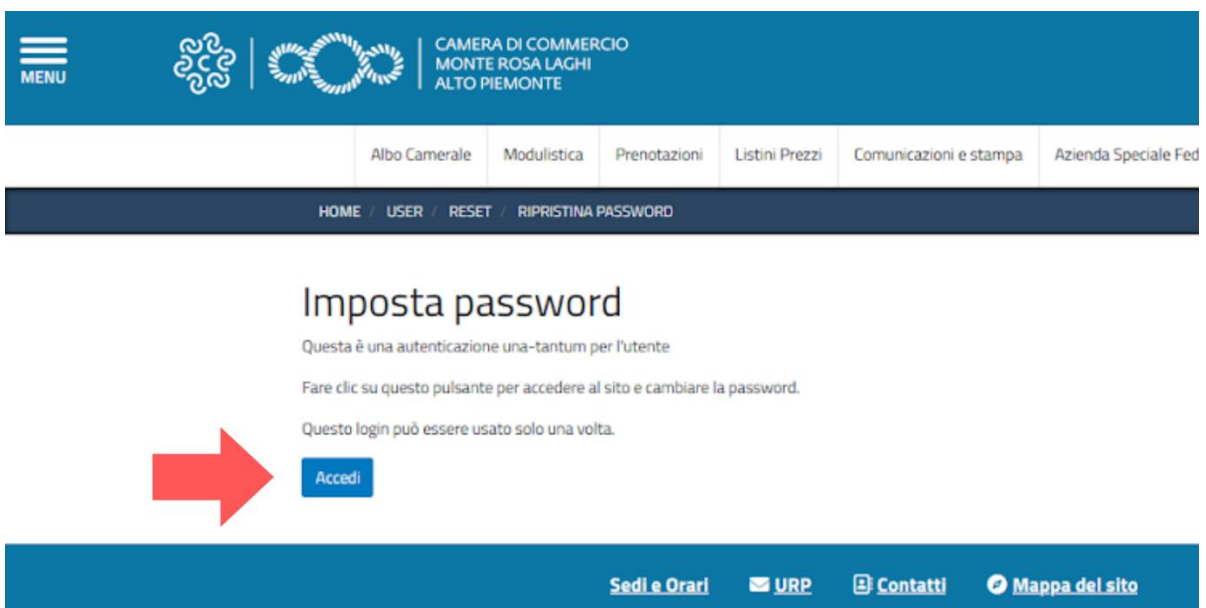 MENU
CAMERA DI COMMERCIO
MONTE ROSA LAGHI
ALTO PIEMONTE
Albo Camerale Modulistica Prenotazioni Listini Prezzi Comunicazioni e stampa Azienda Speciale Fed
HOME / USER / RESET / RIPRISTINA PASSWORD
Imposta password
Questa è una autenticazione una-tantum per l'utente
Fare clic su questo pulsante per accedere al sito e cambiare la password.
Questo login può essere usato solo una volta.
Accedi
Sedi e Orari URP Contatti Mappa del sito